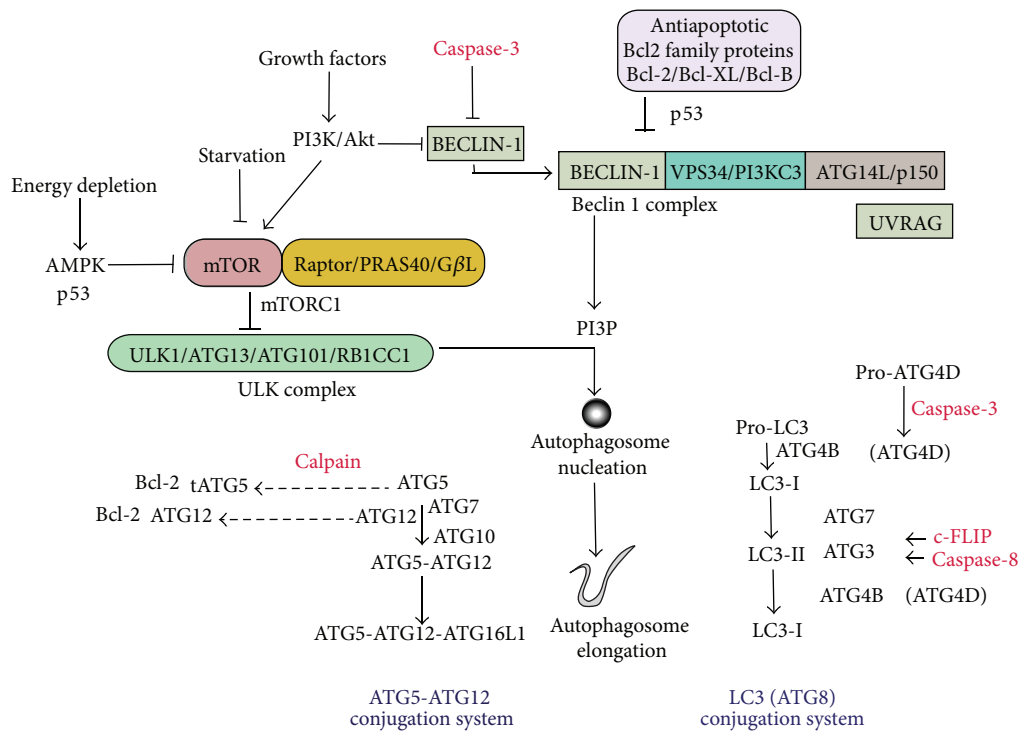 Antiapoptotic
Bcl2 family proteins
Bcl-2/Bcl-XL/Bcl-B
Caspase-3
Growth factors
p53
PI3K/Akt
BECLIN-1
Starvation
BECLIN-1
VPS34/PI3KC3
ATG14L/p150
Energy depletion
Beclin 1 complex
UVRAG
AMPK
p53
mTOR
Raptor/PRAS40/GβL
mTORC1
PI3P
ULK1/ATG13/ATG101/RB1CC1
ULK complex
Pro-ATG4D
Caspase-3
(ATG4D)
Autophagosome
nucleation
Pro-LC3
ATG4B
LC3-I
Calpain
Bcl-2 tATG5
ATG5
ATG7
Bcl-2 ATG12
ATG12
ATG10
ATG5-ATG12
ATG5-ATG12-ATG16L1
ATG7
c-FLIP
LC3-II
ATG3
Caspase-8
ATG4B
(ATG4D)
LC3-I
Autophagosome
elongation
ATG5-ATG12
conjugation system
LC3 (ATG8)
conjugation system